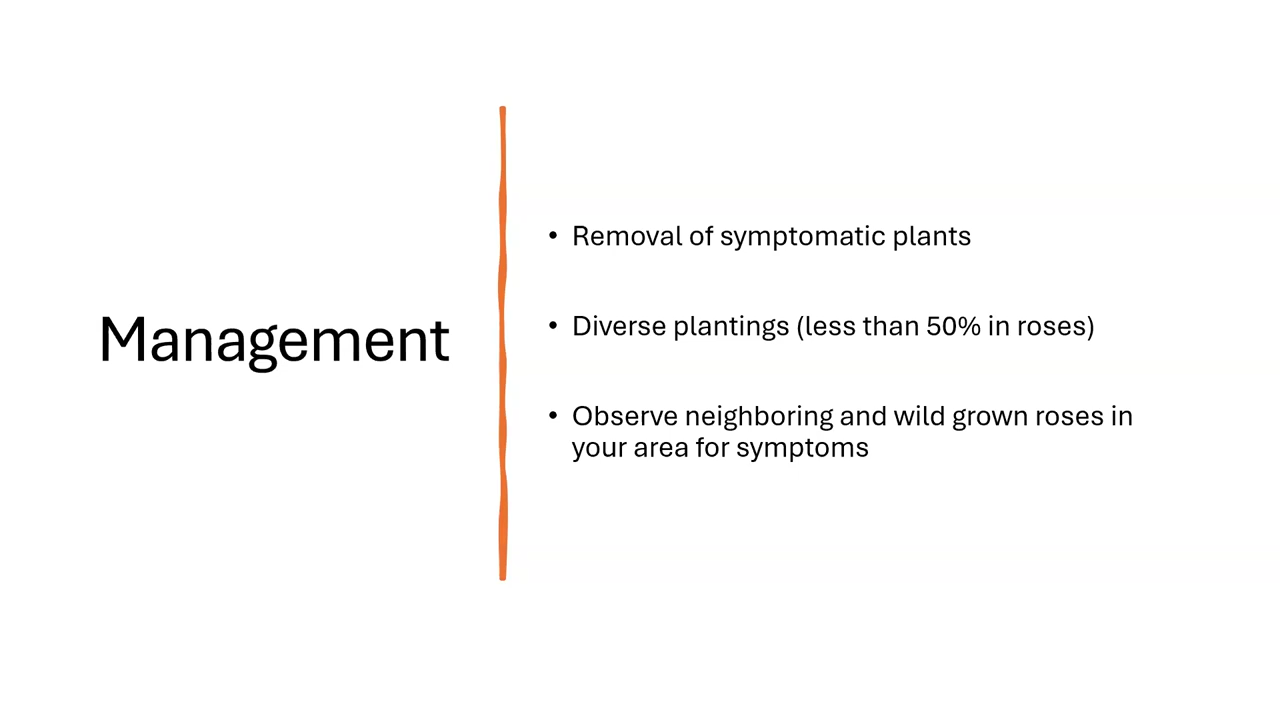 Management
• Removal of symptomatic plants
• Diverse plantings (less than 50% in roses)
• Observe neighboring and wild grown roses in
your area for symptoms